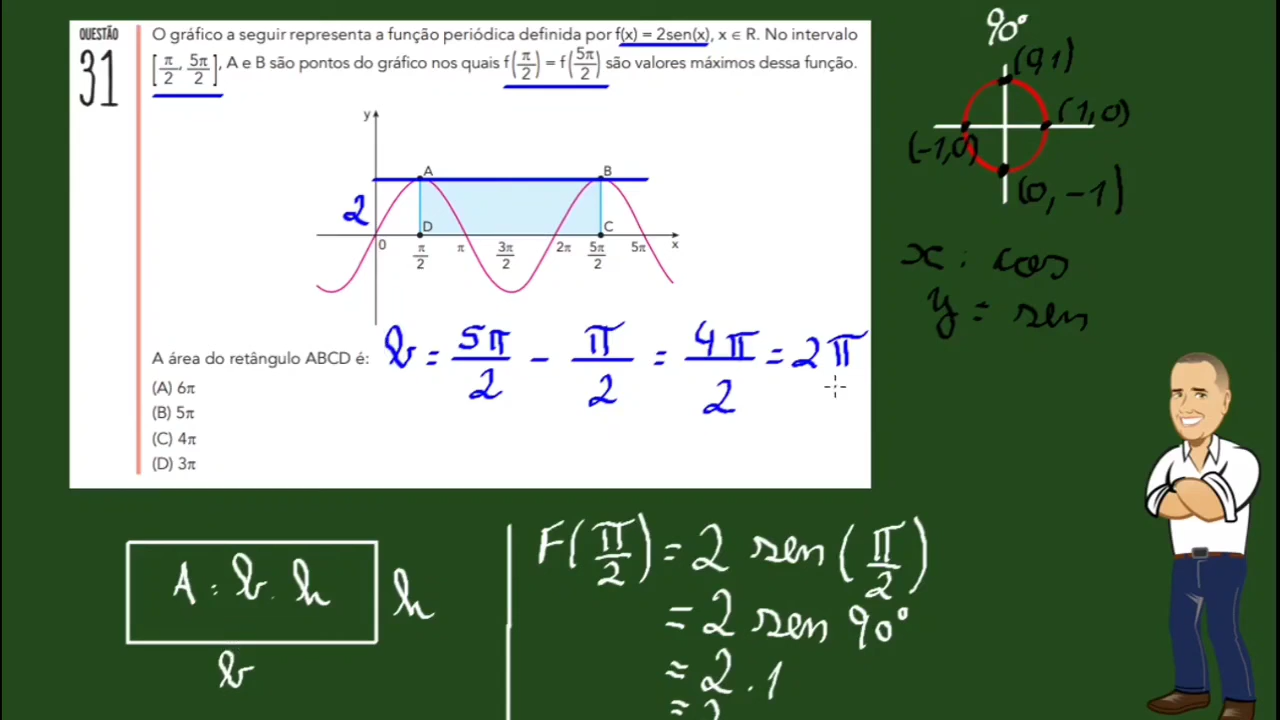 QUESTÃO
31
O gráfico a seguir representa a função periódica definida por f(x) = 2sen(x), x ∈ R. No intervalo
[π/2, 5π/2], A e B são pontos do gráfico nos quais f(π/2) = f(5π/2) são valores máximos dessa função.
y
A
B
2
D
C
0 π/2 π 3π/2 2π 5π/2 5π x
b = 5π/2 - π/2 = 4π/2 = 2π
A área do retângulo ABCD é:
(A) 6π
(B) 5π
(C) 4π
(D) 3π
90°
(0,1)
(1,0)
(-1,0)
(0,-1)
x: cos
y = sen
A: b.h
h
b
F(π/2) = 2 sen(π/2)
= 2 sen 90°
= 2.1
= 2